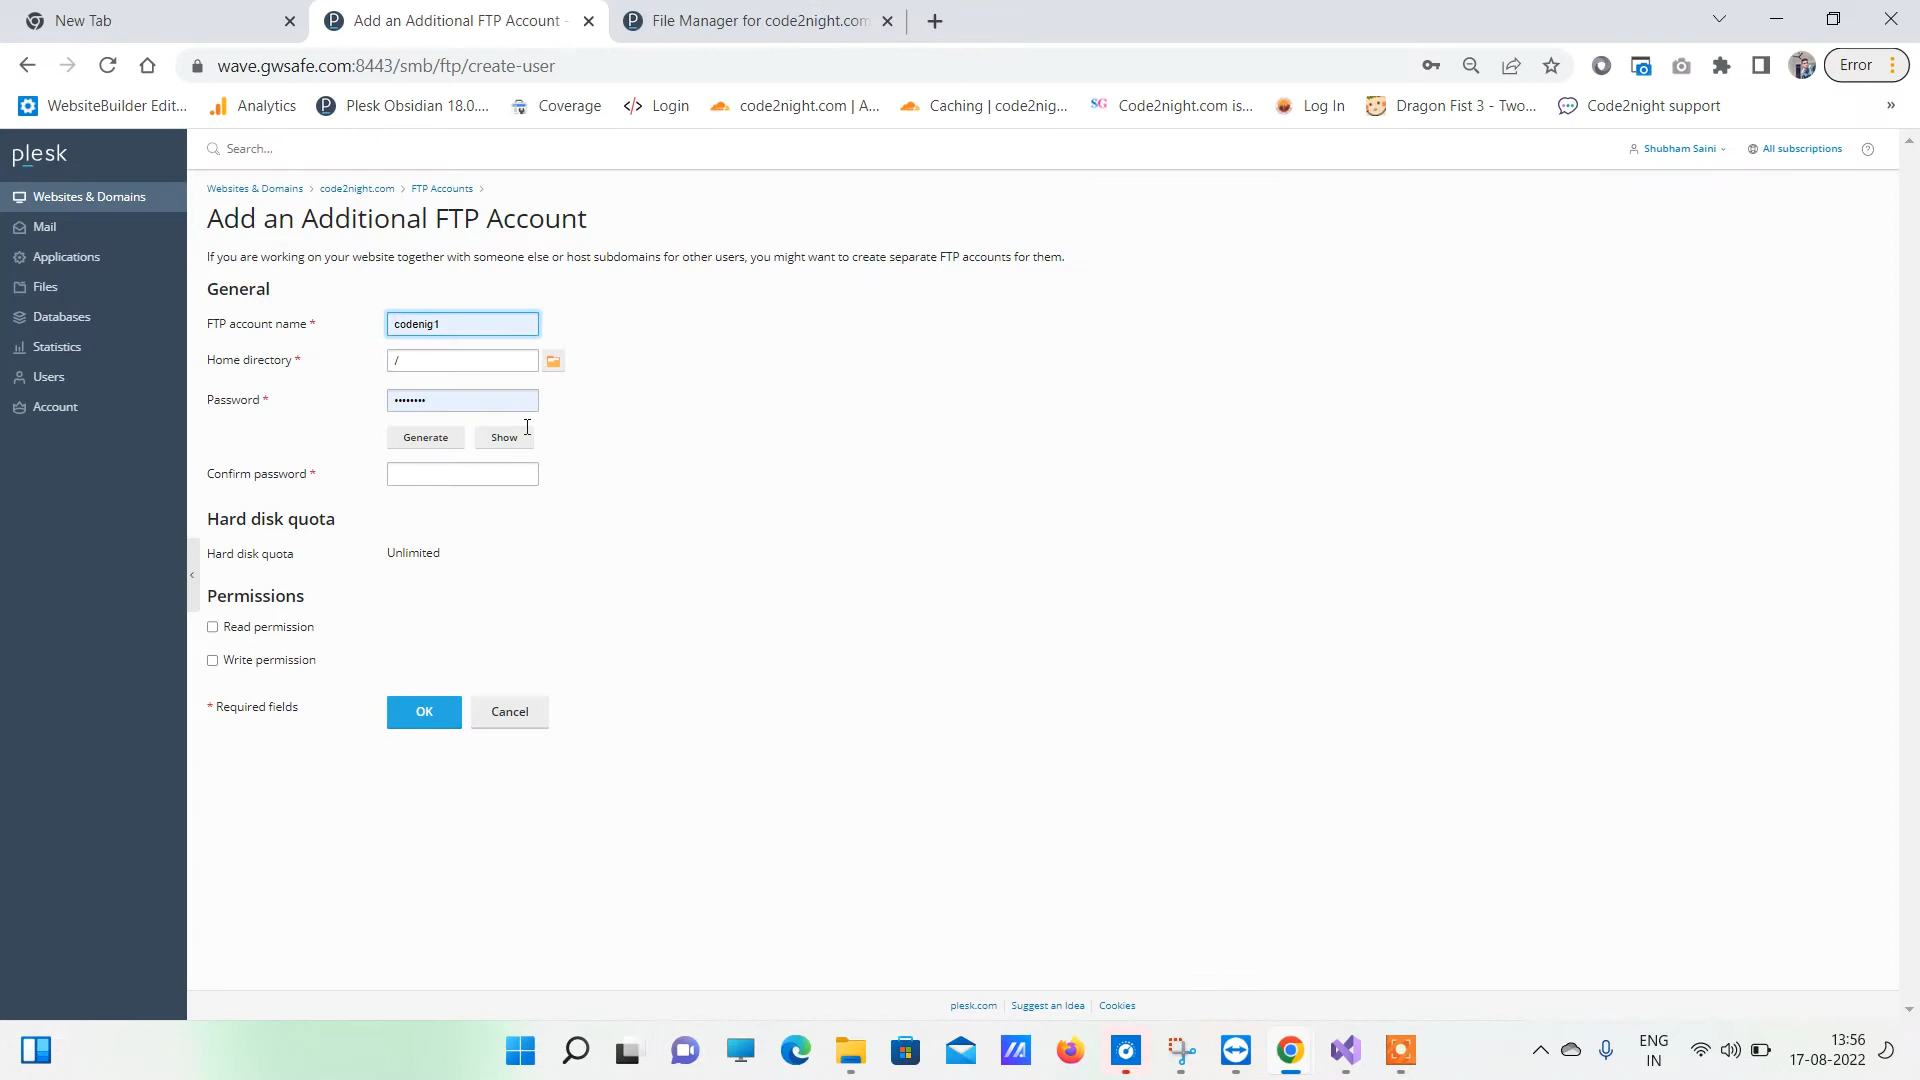 New Tab
Add an Additional FTP Account -
File Manager for code2night.com
wave.gwsafe.com:8443/smb/ftp/create-user
Error
WebsiteBuilder Edit...
Analytics
Plesk Obsidian 18.0....
Coverage
Login
code2night.com | A...
Caching | code2nig...
SG
Code2night.com is...
Log In
Dragon Fist 3 - Two...
Code2night support
»
plesk
Search...
Shubham Saini
All subscriptions
Websites & Domains
Mail
Applications
Files
Databases
Statistics
Users
Account
Websites & Domains > code2night.com > FTP Accounts >
Add an Additional FTP Account
If you are working on your website together with someone else or host subdomains for other users, you might want to create separate FTP accounts for them.
General
FTP account name *
codenig1
Home directory *
/
Password *
••••••••
Generate
Show
Confirm password *
Hard disk quota
Hard disk quota
Unlimited
Permissions
Read permission
Write permission
* Required fields
OK
Cancel
plesk.com
Suggest an Idea
Cookies
ENG
IN
13:56
17-08-2022